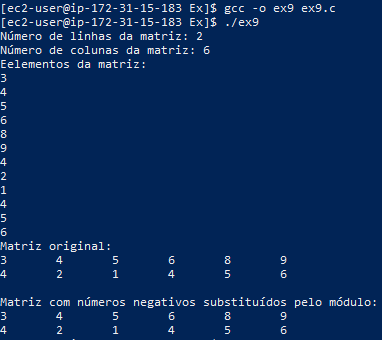 [ec2-user@ip-172-31-15-183 Ex]$ gcc -o ex9 ex9.c
[ec2-user@ip-172-31-15-183 Ex]$ ./ex9
Número de linhas da matriz: 2
Número de colunas da matriz: 6
Eelementos da matriz:
3
4
5
6
8
9
4
2
1
4
5
6
Matriz original:
3 4 5 6 8 9
4 2 1 4 5 6
Matriz com números negativos substituídos pelo módulo:
3 4 5 6 8 9
4 2 1 4 5 6